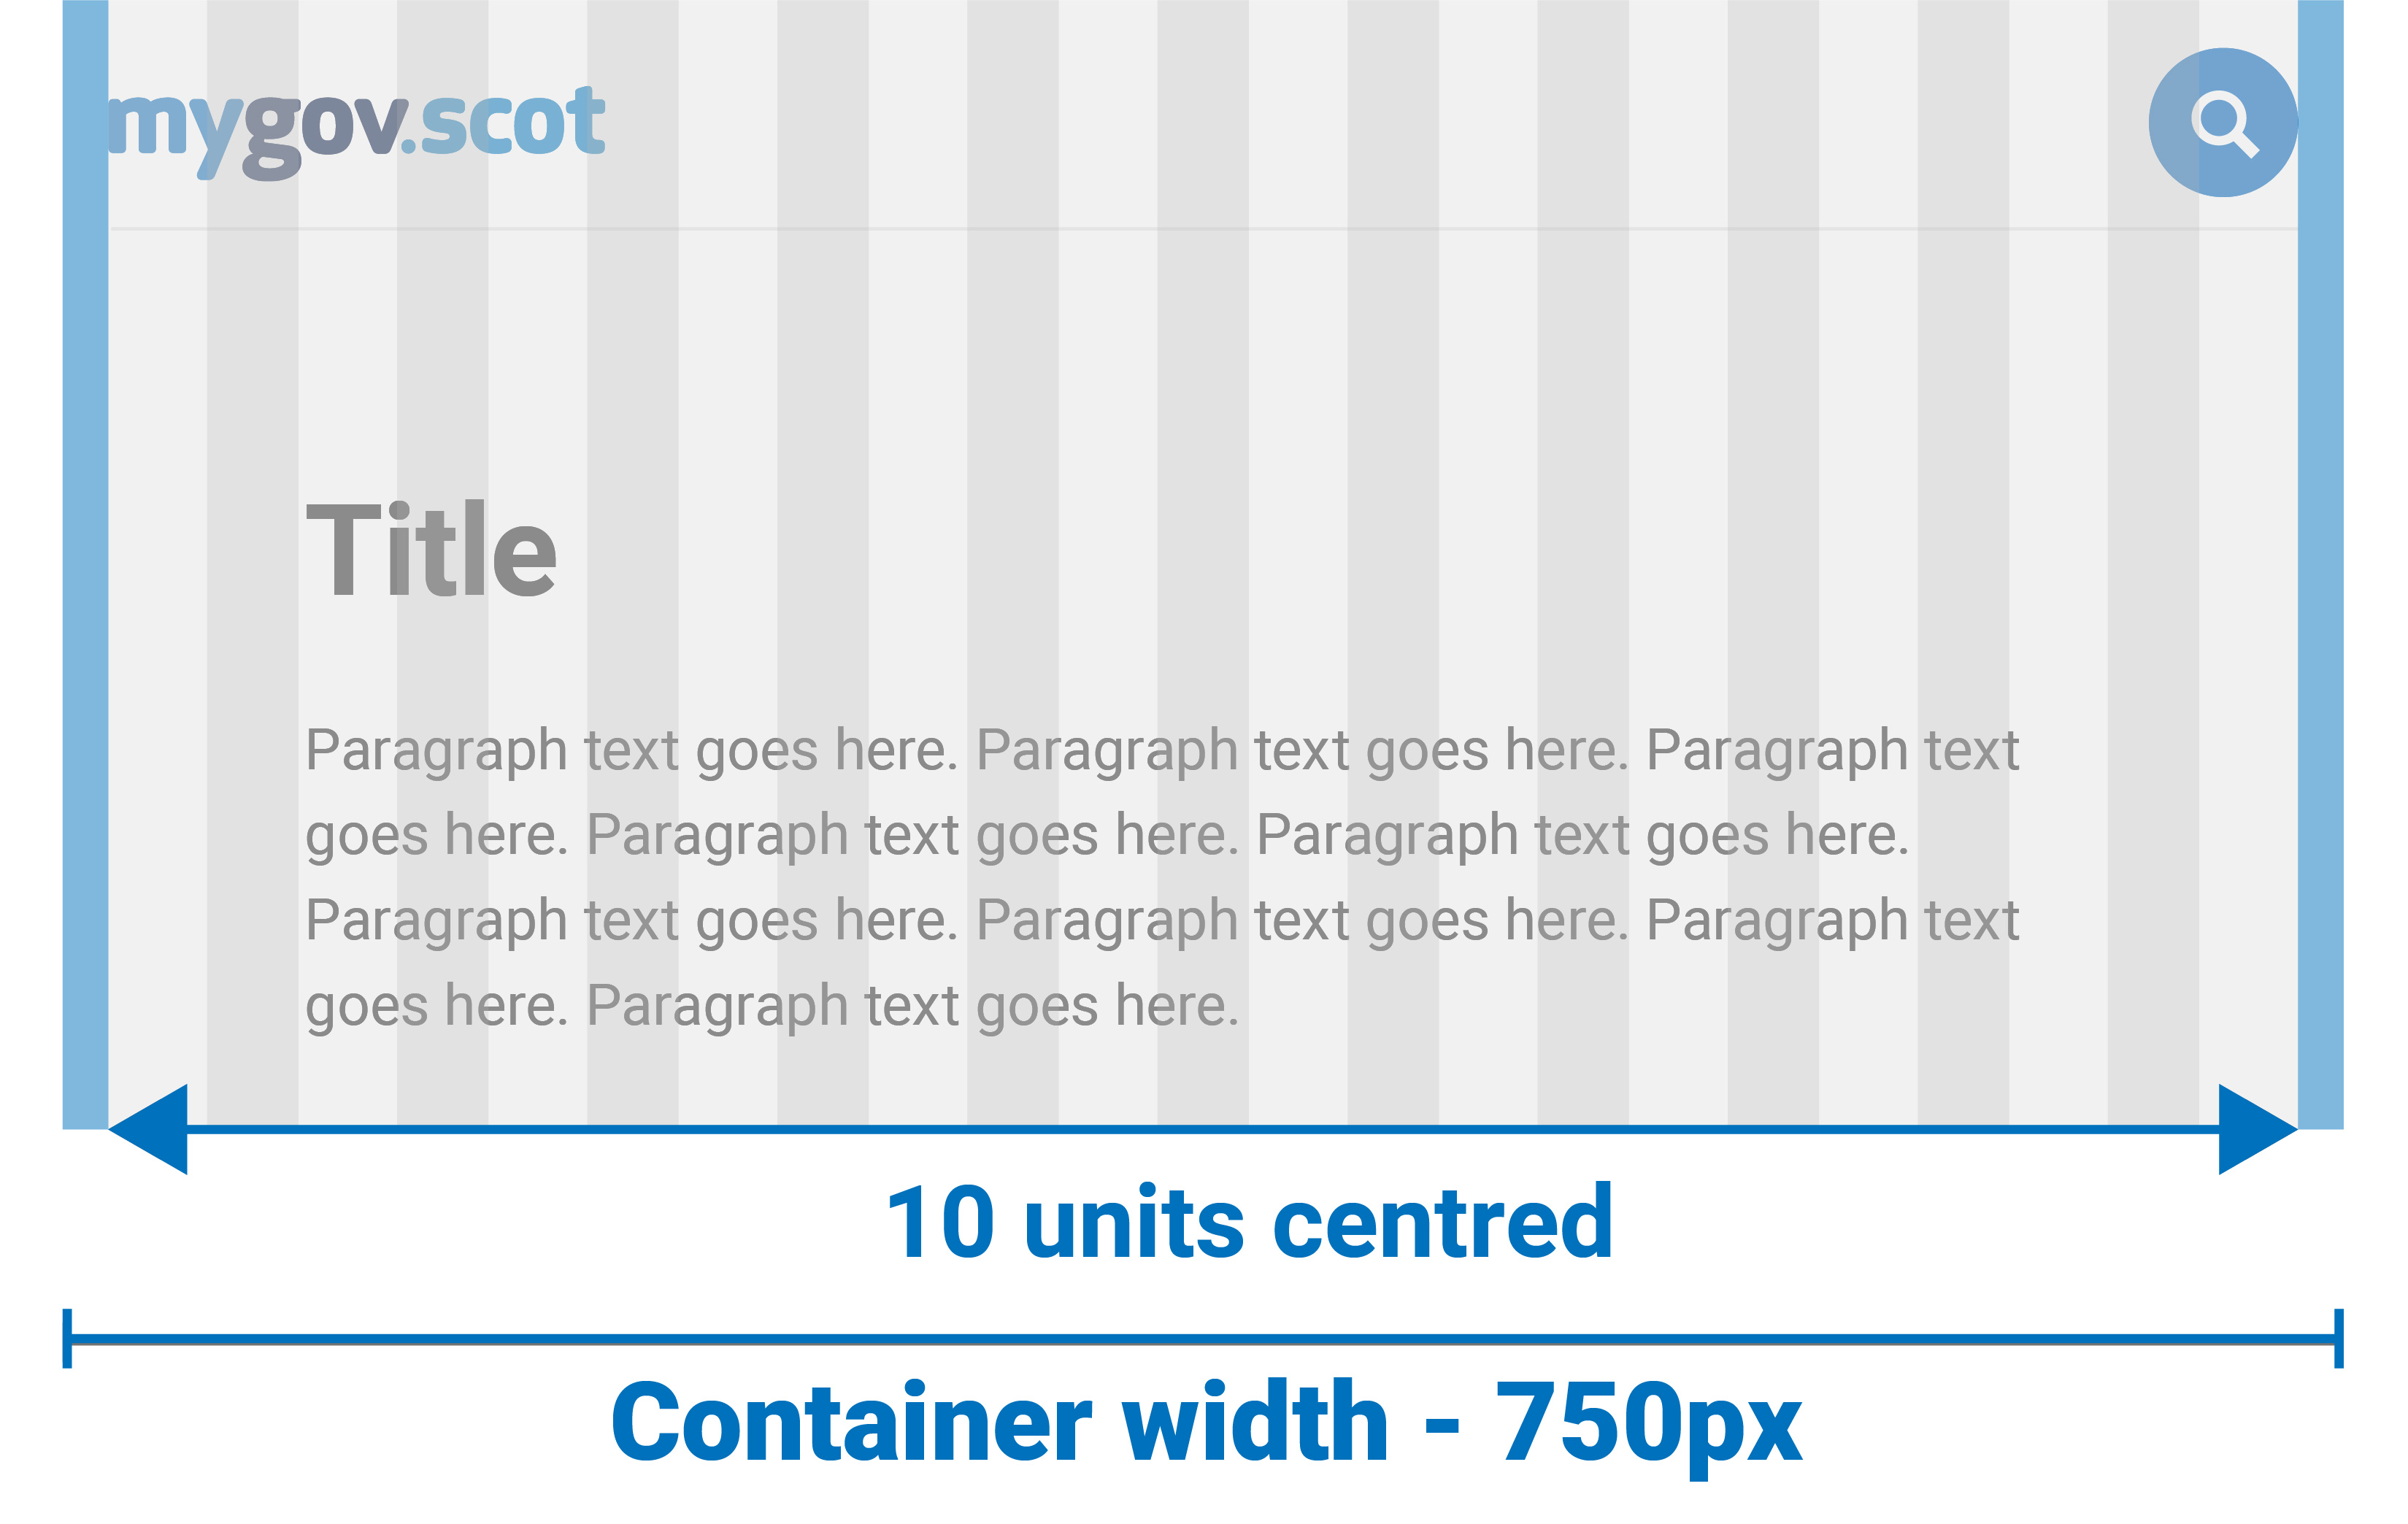 mygov.scot
Title
Paragraph text goes here. Paragraph text goes here. Paragraph text
goes here. Paragraph text goes here. Paragraph text goes here.
Paragraph text goes here. Paragraph text goes here. Paragraph text
goes here. Paragraph text goes here.
10 units centred
Container width - 750px